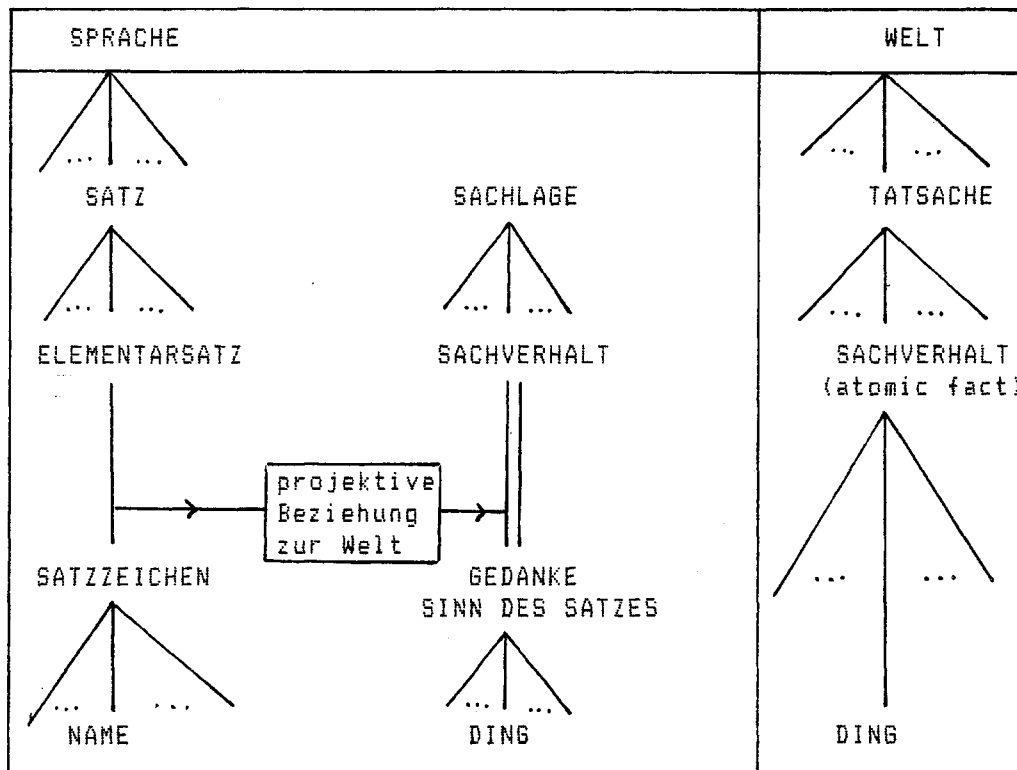 SPRACHE
WELT
... ...
... ...
SATZ
SACHLAGE
TATSACHE
... ...
... ...
... ...
ELEMENTARSATZ
SACHVERHALT
SACHVERHALT
(atomic fact)
projektive
Beziehung
zur Welt
SATZZEICHEN
GEDANKE
SINN DES SATZES
... ...
... ...
... ...
NAME
DING
DING